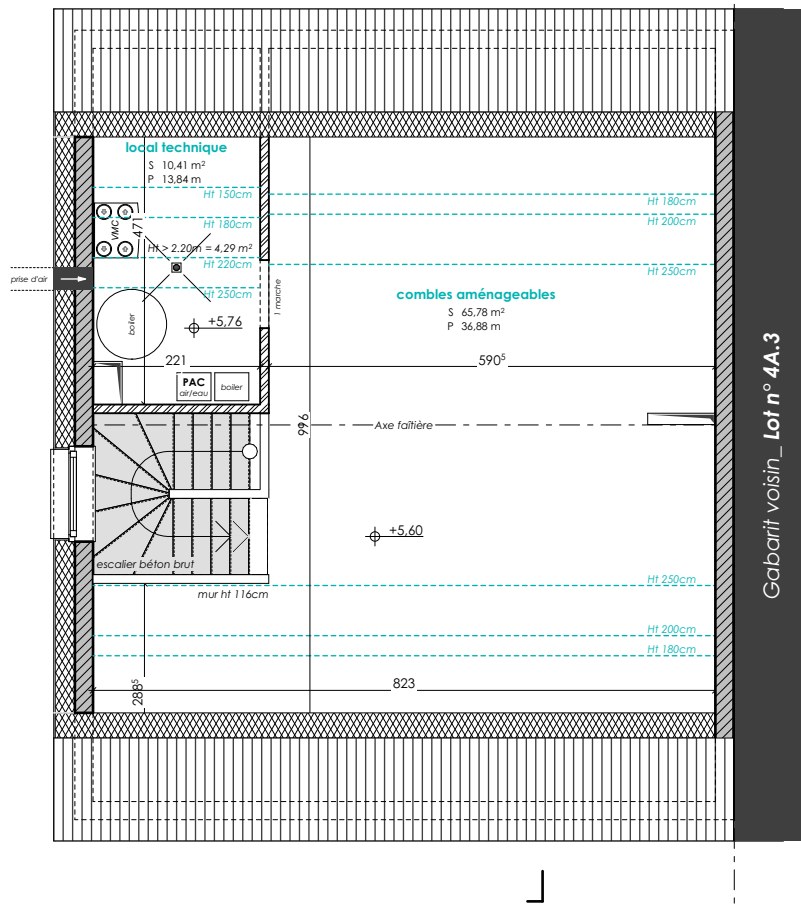 local technique
S 10,41 m²
P 13,84 m
Ht 150cm
Ht 180cm
Ht 180cm
Ht 200cm
VMC
471
Ht > 2.20m = 4,29 m²
Ht 220cm
Ht 250cm
Ht 250cm
prise d'air
1 marche
combles aménageables
S 65,78 m²
P 36,88 m
boiler
+5,76
221
590⁵
PAC
air/eau
boiler
996
Axe faîtière
+5,60
escalier béton brut
mur ht 116cm
Ht 250cm
Ht 200cm
Ht 180cm
288⁵
823
Gabarit voisin_ Lot n° 4A.3